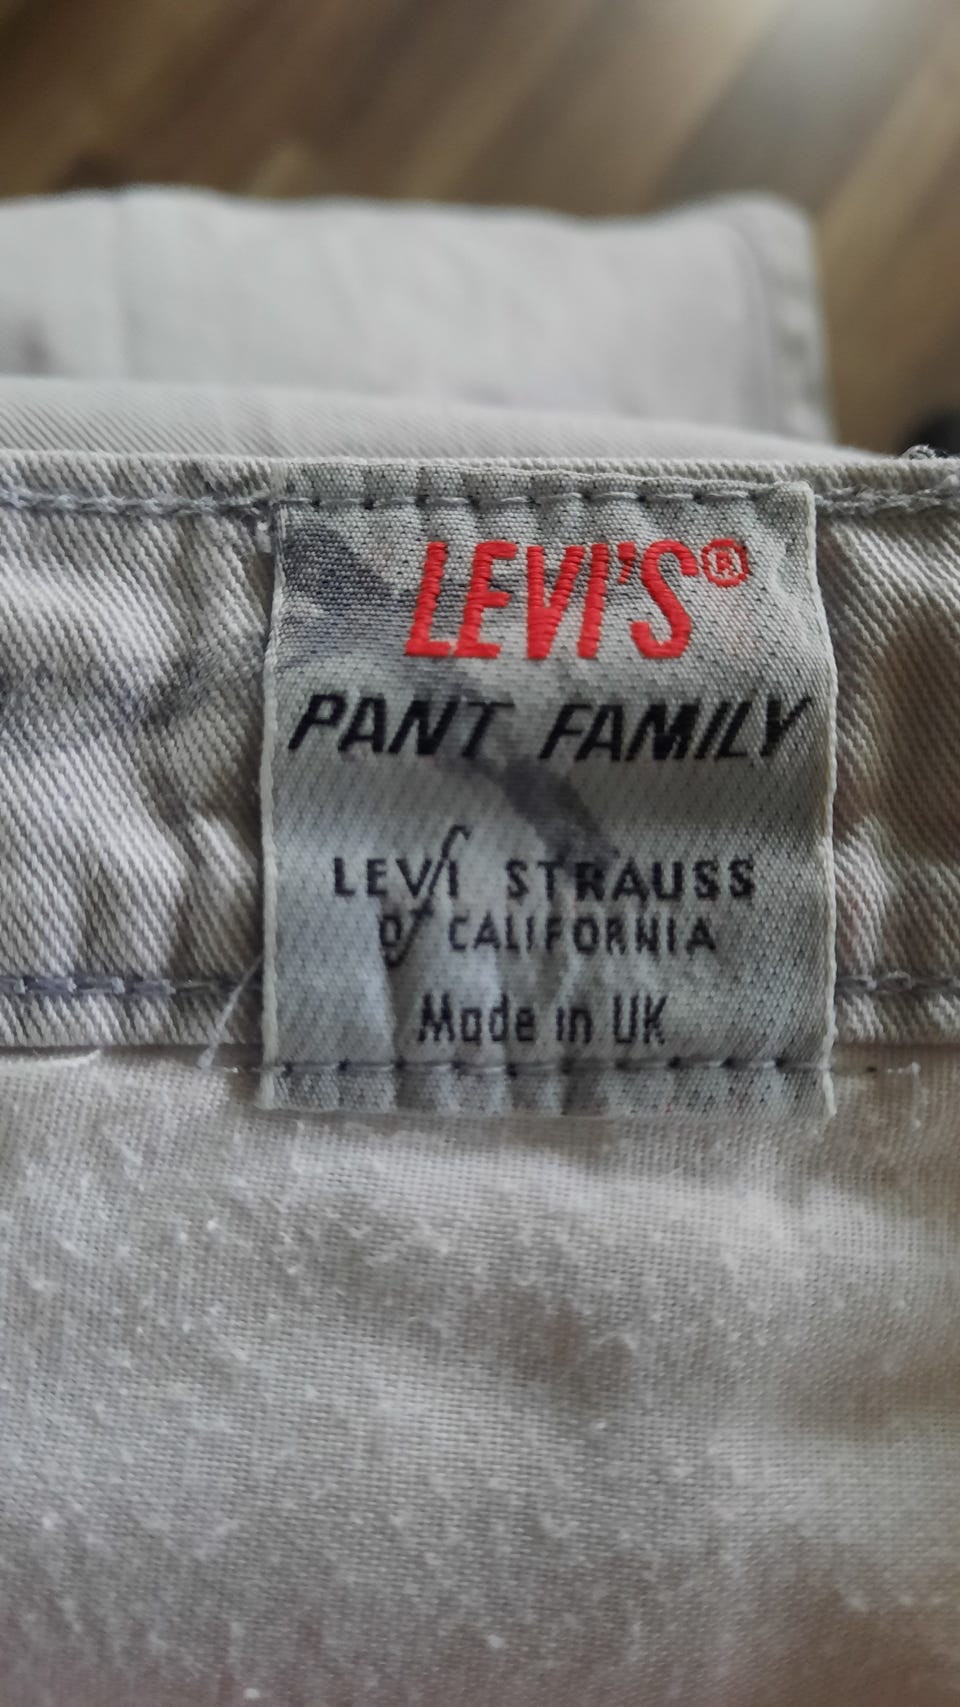 LEVI'S®
PANT FAMILY
LEVI STRAUSS
of CALIFORNIA
Made in UK